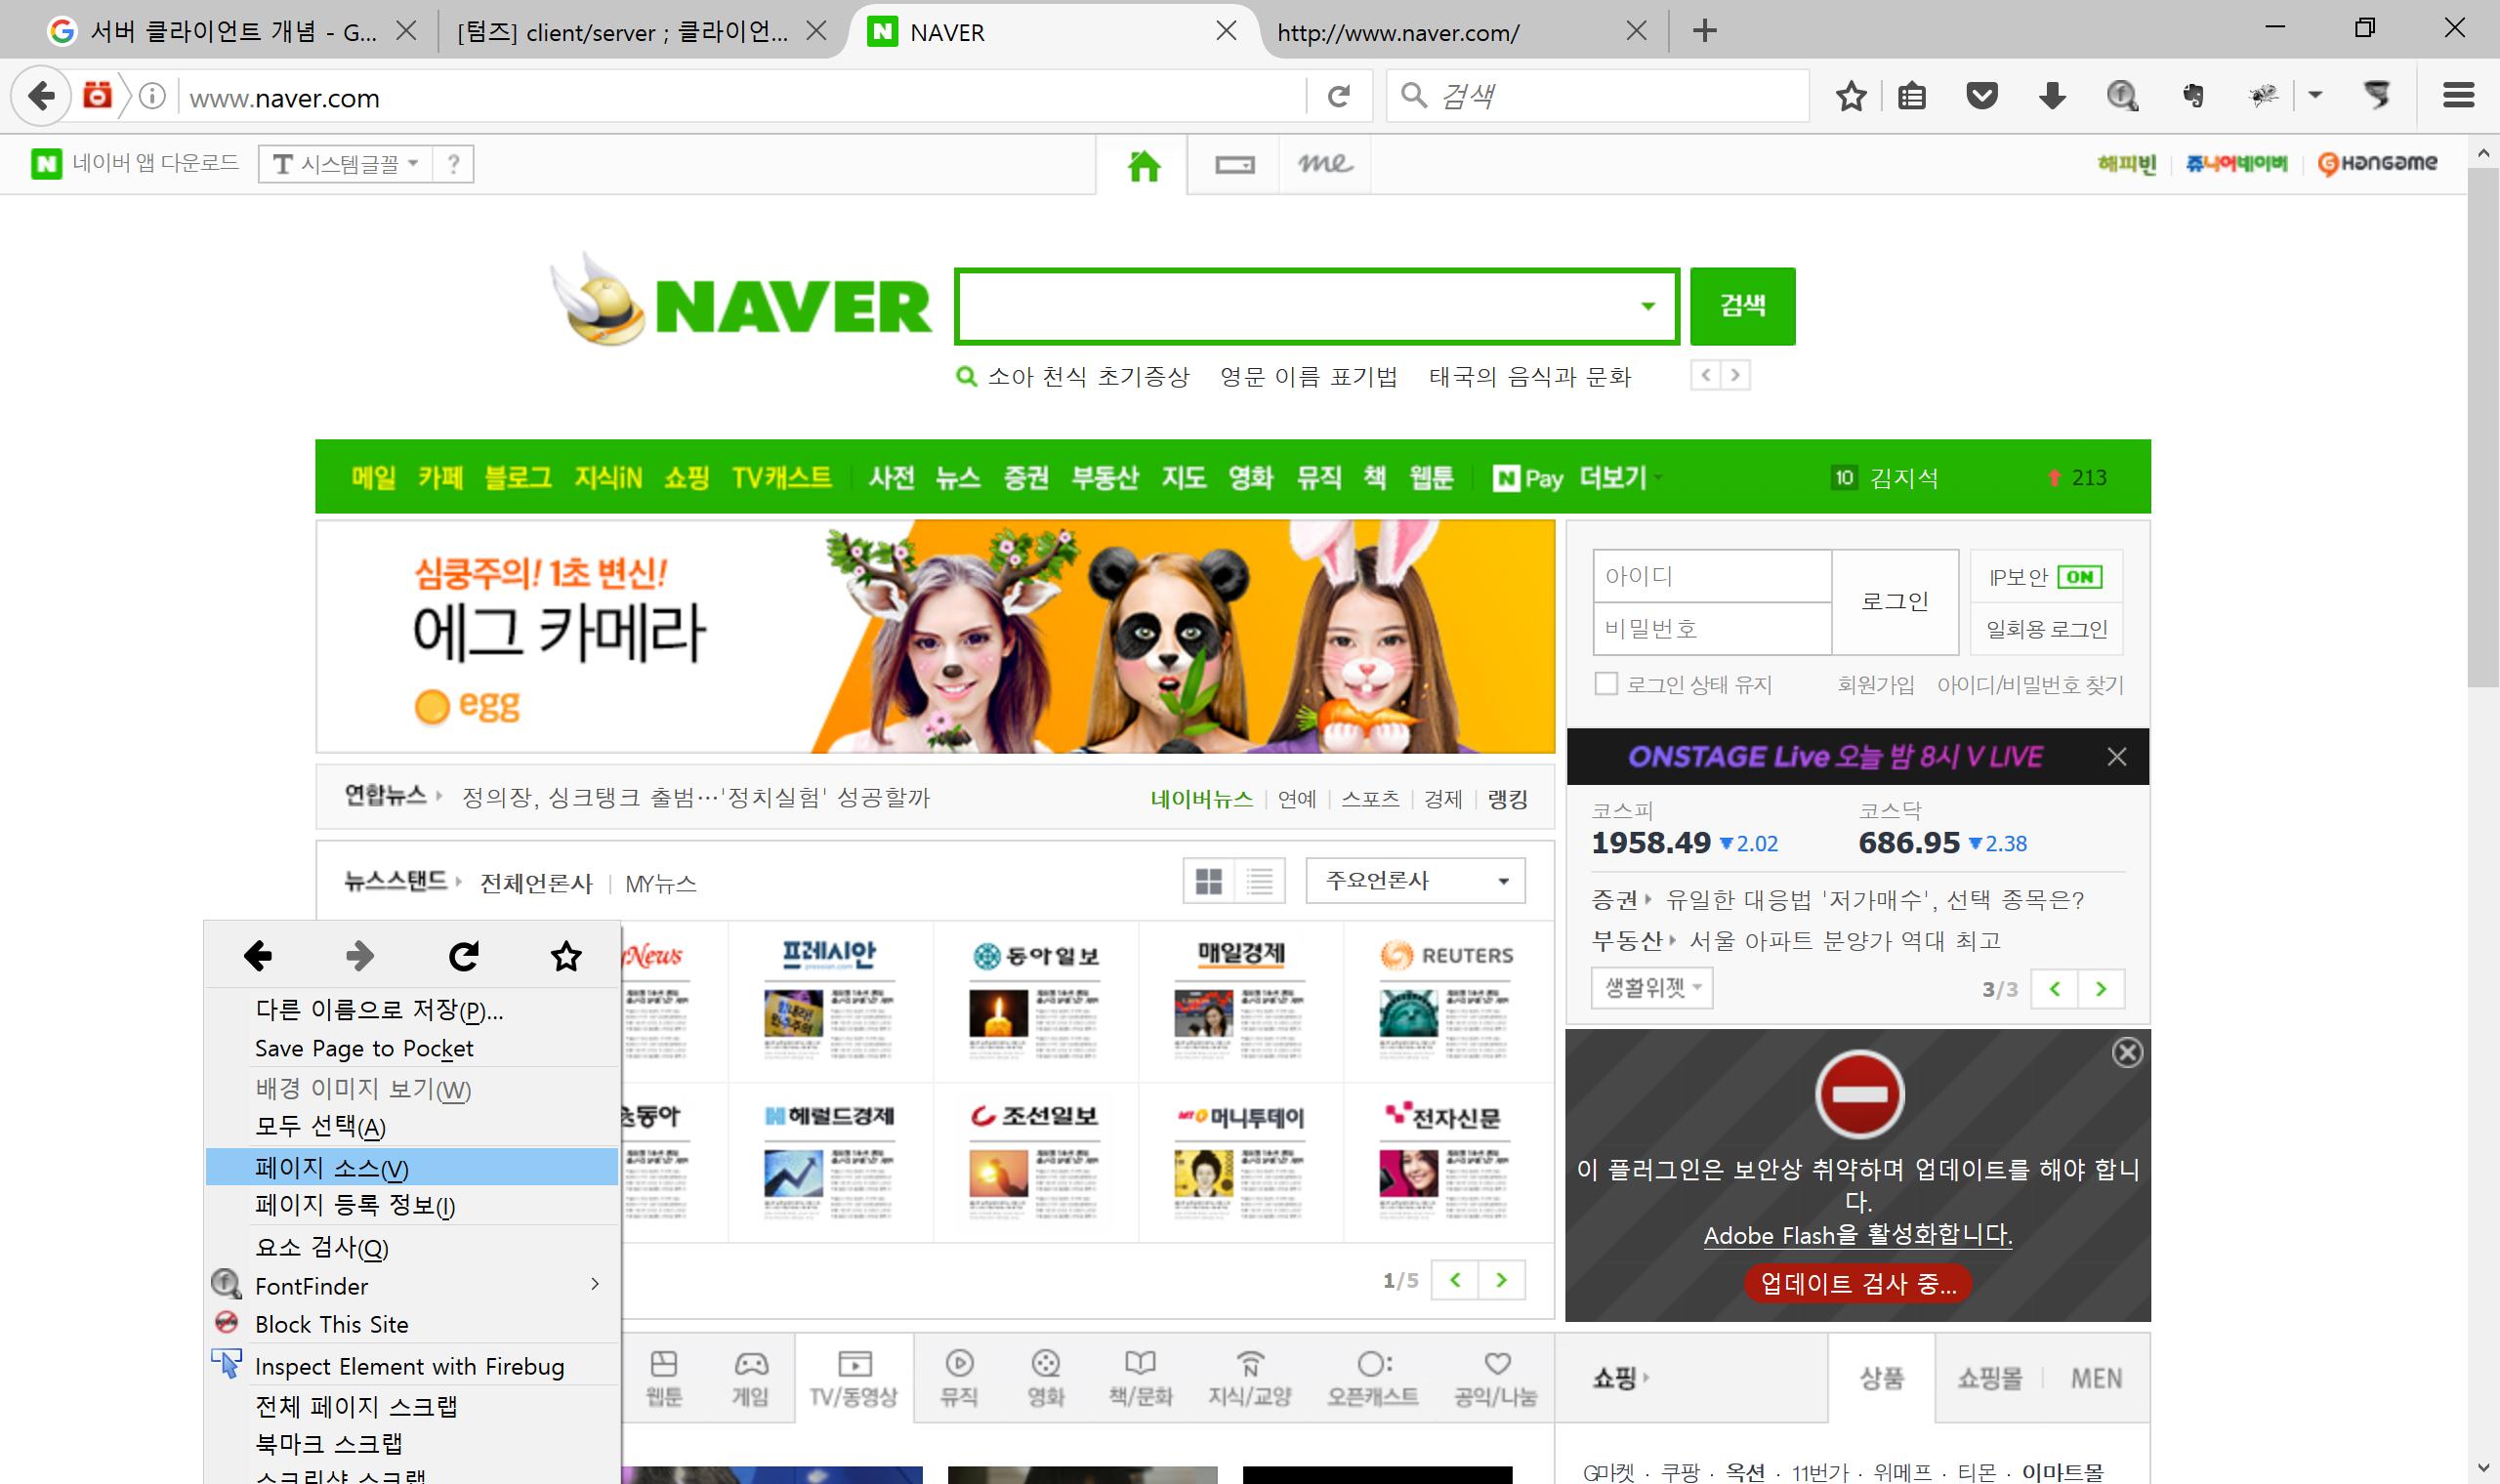 서버 클라이언트 개념 - G...
[텀즈] client/server ; 클라이언...
NAVER
http://www.naver.com/
www.naver.com
검색
네이버 앱 다운로드
T 시스템글꼴
?
me
해피빈
쥬니어네이버
HANGAME
NAVER
검색
소아 천식 초기증상 영문 이름 표기법 태국의 음식과 문화
메일 카페 블로그 지식iN 쇼핑 TV캐스트 사전 뉴스 증권 부동산 지도 영화 뮤직 책 웹툰 N Pay 더보기
10 김지석 213
심쿵주의! 1초 변신!
에그 카메라
egg
아이디
비밀번호
로그인
IP보안 ON
일회용 로그인
로그인 상태 유지
회원가입 아이디/비밀번호 찾기
ONSTAGE Live 오늘 밤 8시 V LIVE
연합뉴스 정의장, 싱크탱크 출범…'정치실험' 성공할까
네이버뉴스 연예 스포츠 경제 랭킹
코스피 코스닥
1958.49 ▼2.02 686.95 ▼2.38
증권 유일한 대응법 '저가매수', 선택 종목은?
부동산 서울 아파트 분양가 역대 최고
생활위젯 3/3
뉴스스탠드 전체언론사 MY뉴스
주요언론사
yNews 프레시안 동아일보 매일경제 REUTERS
동아 헤럴드경제 조선일보 머니투데이 전자신문
1/5
다른 이름으로 저장(P)...
Save Page to Pocket
배경 이미지 보기(W)
모두 선택(A)
페이지 소스(V)
페이지 등록 정보(I)
요소 검사(Q)
FontFinder
Block This Site
Inspect Element with Firebug
전체 페이지 스크랩
북마크 스크랩
스크린샷 스크랩
이 플러그인은 보안상 취약하며 업데이트를 해야 합니
다.
Adobe Flash을 활성화합니다.
업데이트 검사 중...
웹툰 게임 TV/동영상 뮤직 영화 책/문화 지식/교양 오픈캐스트 공익/나눔
쇼핑 상품 쇼핑몰 MEN
G마켓 · 쿠팡 · 옥션 · 11번가 · 위메프 · 티몬 · 이마트몰